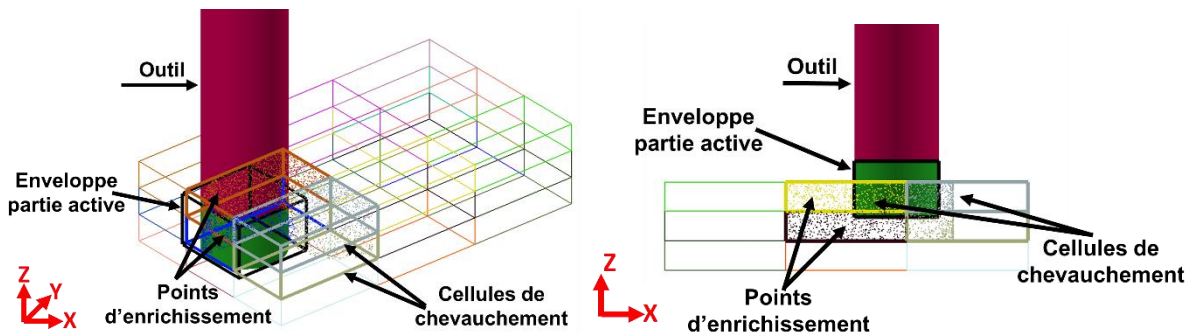 Outil
Enveloppe
partie active
Z
Y
X
Points
d'enrichissement
Cellules de
chevauchement
Outil
Enveloppe
partie active
Z
X
Points
d'enrichissement
Cellules de
chevauchement